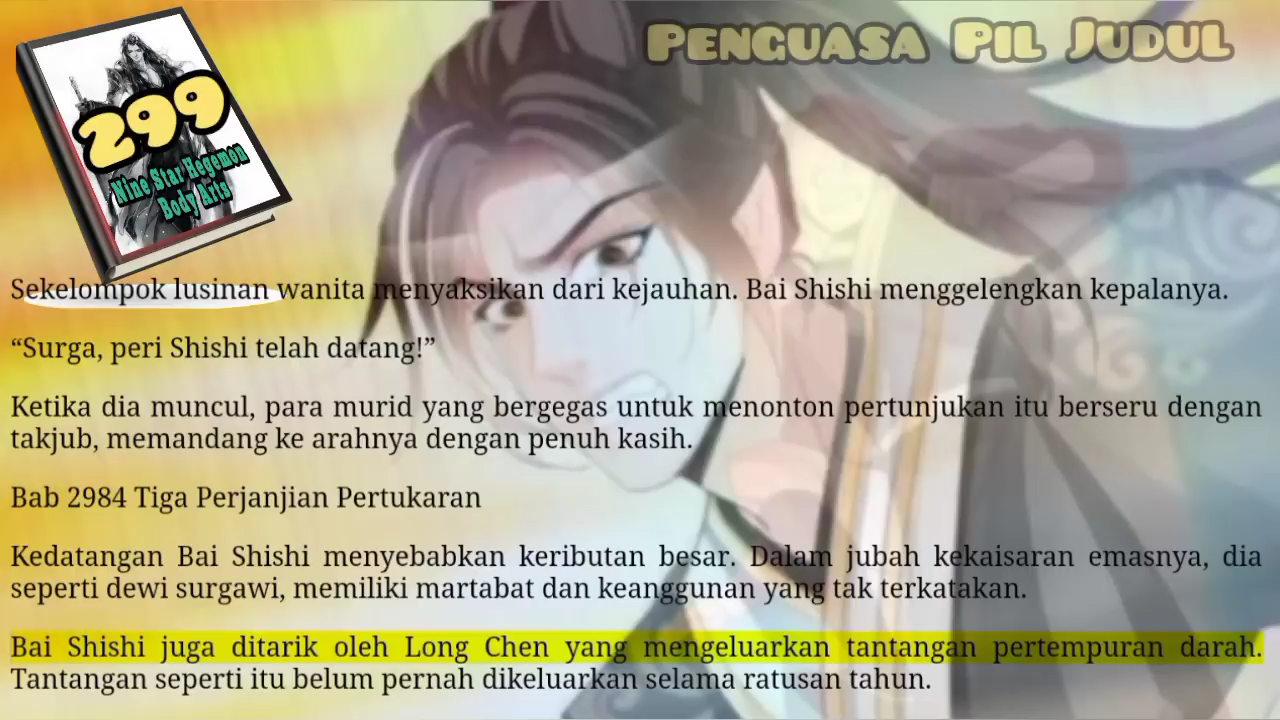 Penguasa Pil Judul
299
Nine Star Hegemon
Body Arts
Sekelompok lusinan wanita menyaksikan dari kejauhan. Bai Shishi menggelengkan kepalanya.
“Surga, peri Shishi telah datang!”
Ketika dia muncul, para murid yang bergegas untuk menonton pertunjukan itu berseru dengan
takjub, memandang ke arahnya dengan penuh kasih.
Bab 2984 Tiga Perjanjian Pertukaran
Kedatangan Bai Shishi menyebabkan keributan besar. Dalam jubah kekaisaran emasnya, dia
seperti dewi surgawi, memiliki martabat dan keanggunan yang tak terkatakan.
Bai Shishi juga ditarik oleh Long Chen yang mengeluarkan tantangan pertempuran darah.
Tantangan seperti itu belum pernah dikeluarkan selama ratusan tahun.